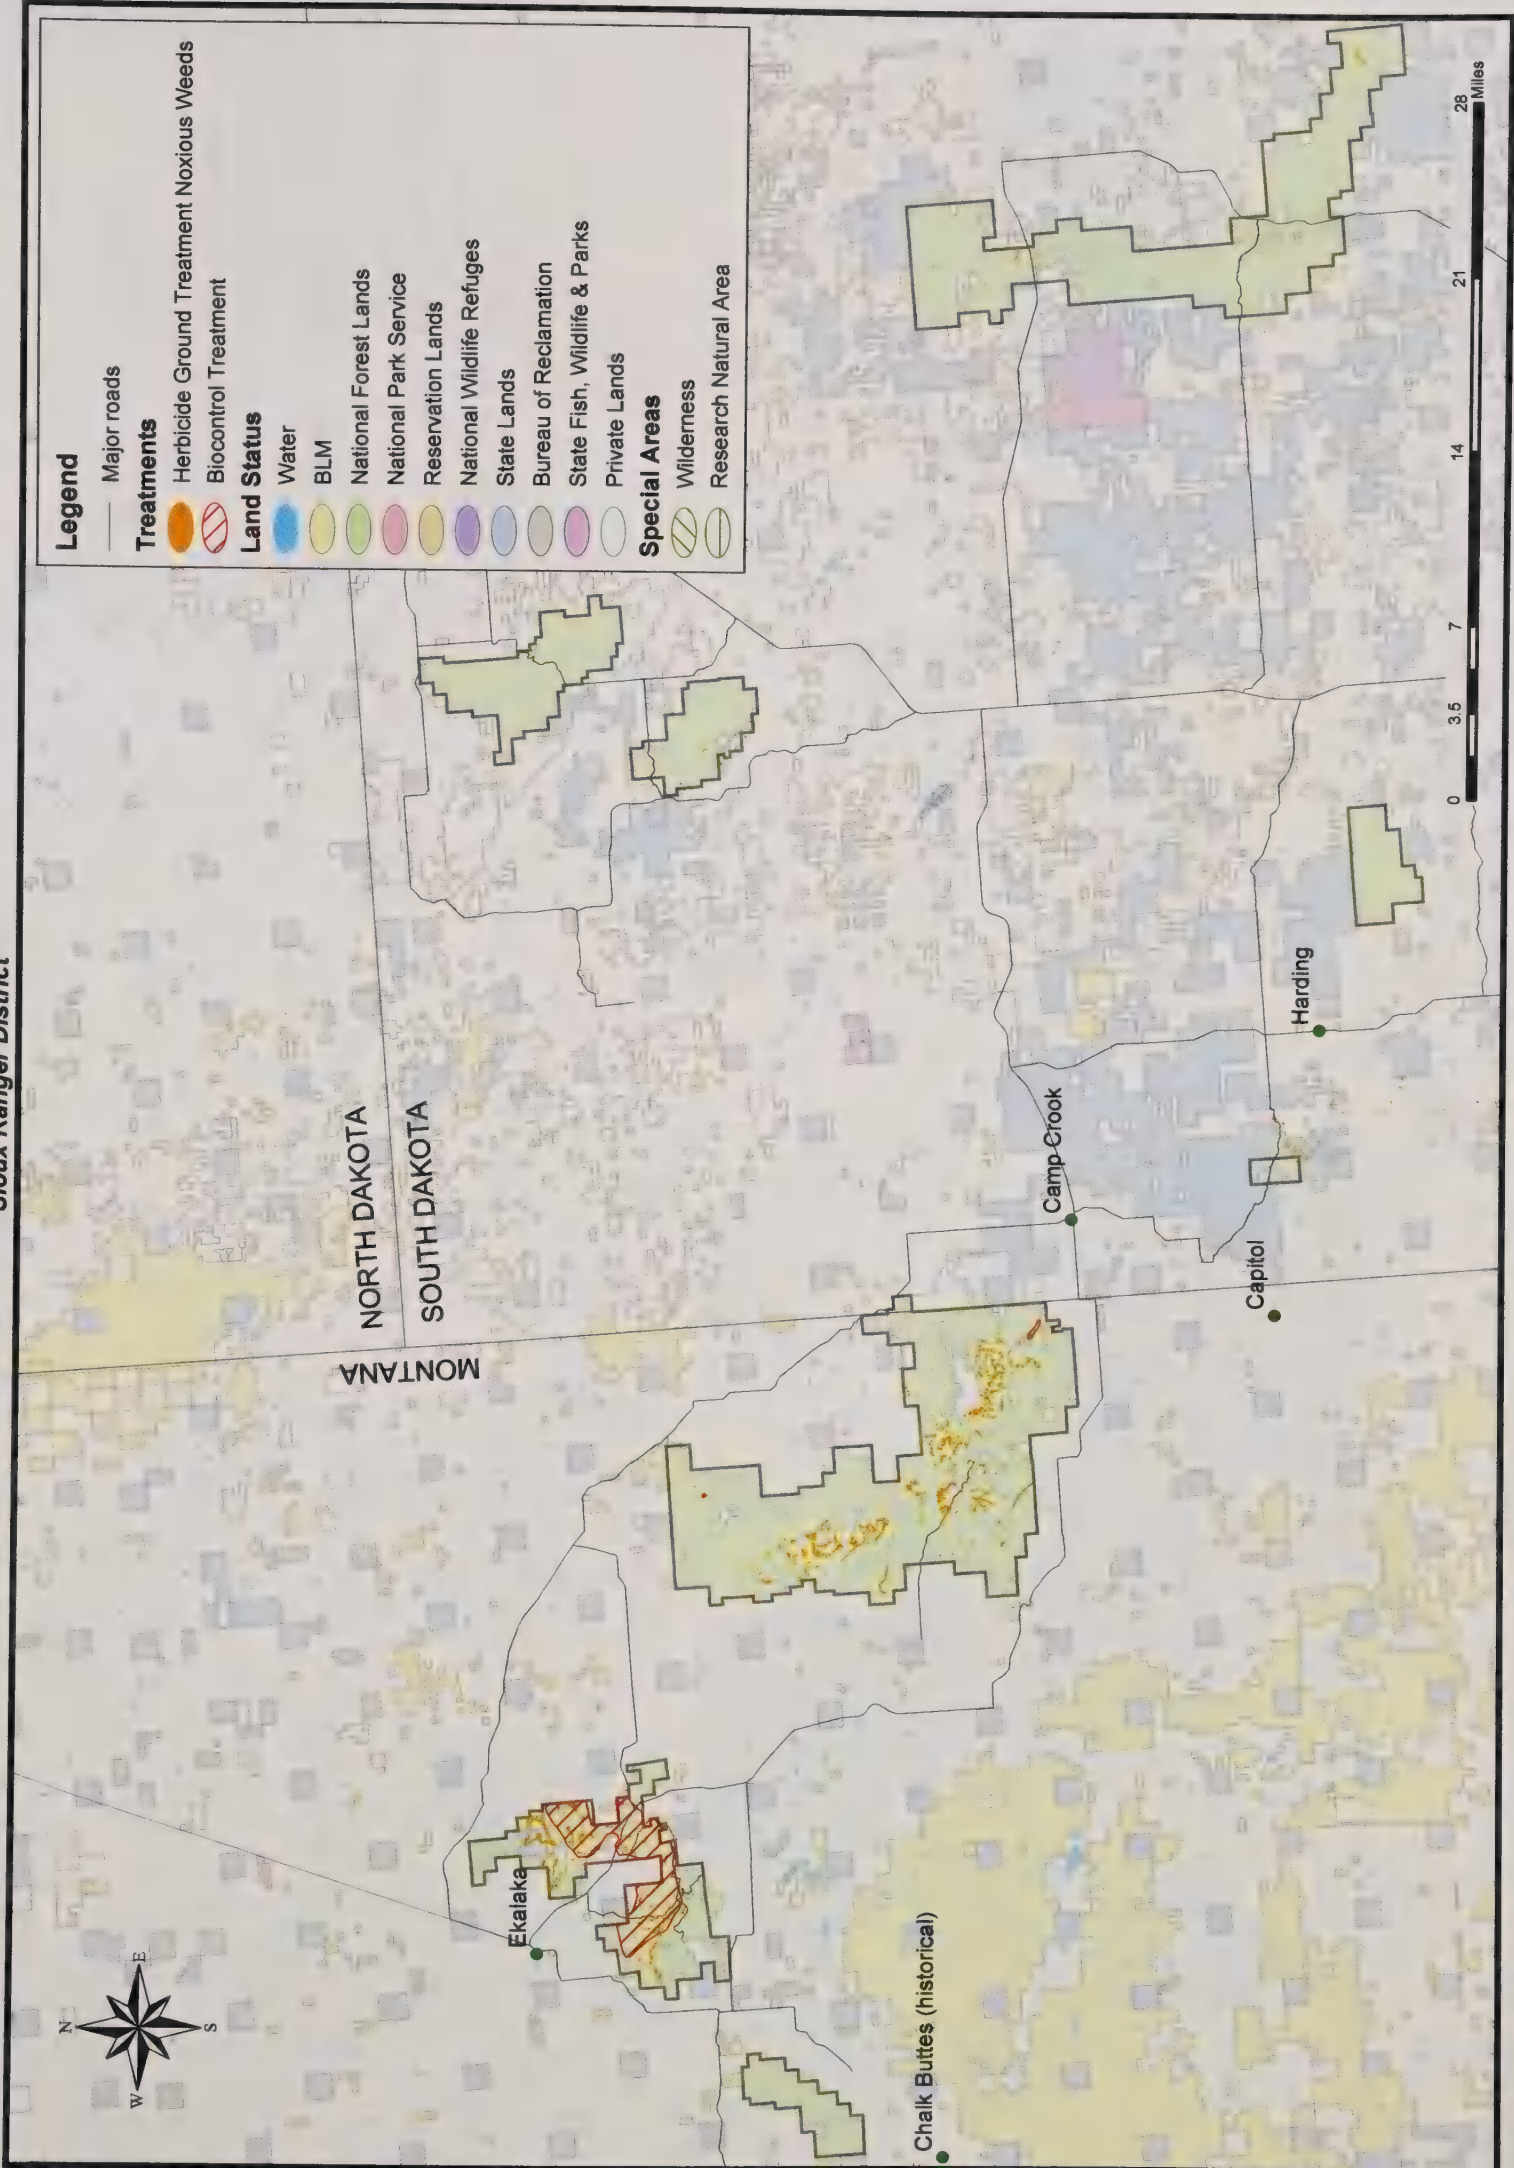 Sioux Ranger District
Legend
Major roads
Treatments
Herbicide Ground Treatment Noxious Weeds
Biocontrol Treatment
Land Status
Water
BLM
National Forest Lands
National Park Service
Reservation Lands
National Wildlife Refuges
State Lands
Bureau of Reclamation
State Fish, Wildlife & Parks
Private Lands
Special Areas
Wilderness
Research Natural Area
N
W
E
S
NORTH DAKOTA
SOUTH DAKOTA
MONTANA
Ekalaka
Chalk Buttes (historical)
Camp Crook
Capitol
Harding
0 3.5 7 14 21 28
Miles